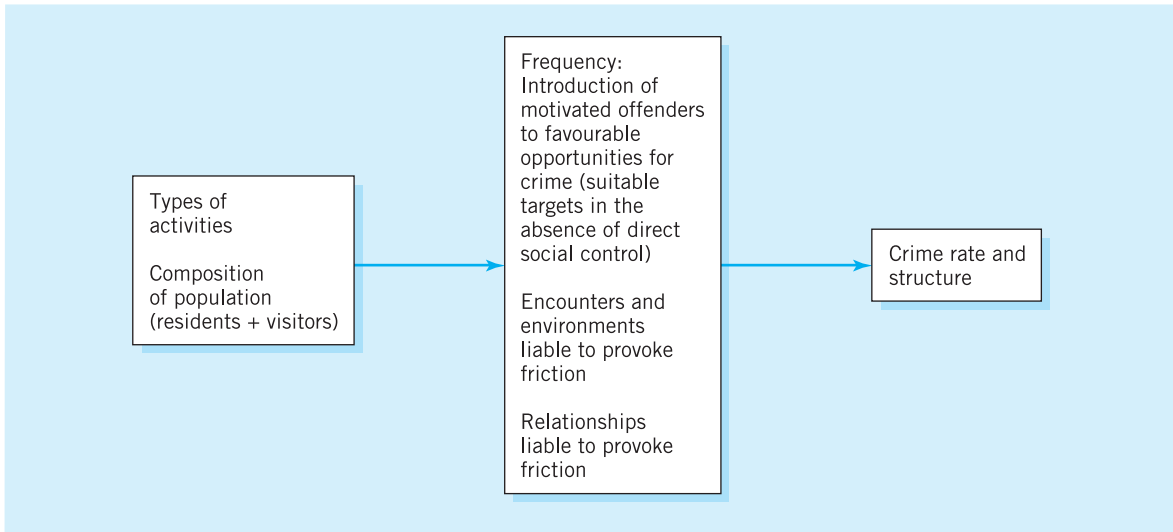 Types of
activities
Composition
of population
(residents + visitors)
Frequency:
Introduction of
motivated offenders
to favourable
opportunities for
crime (suitable
targets in the
absence of direct
social control)
Encounters and
environments
liable to provoke
friction
Relationships
liable to provoke
friction
Crime rate and
structure